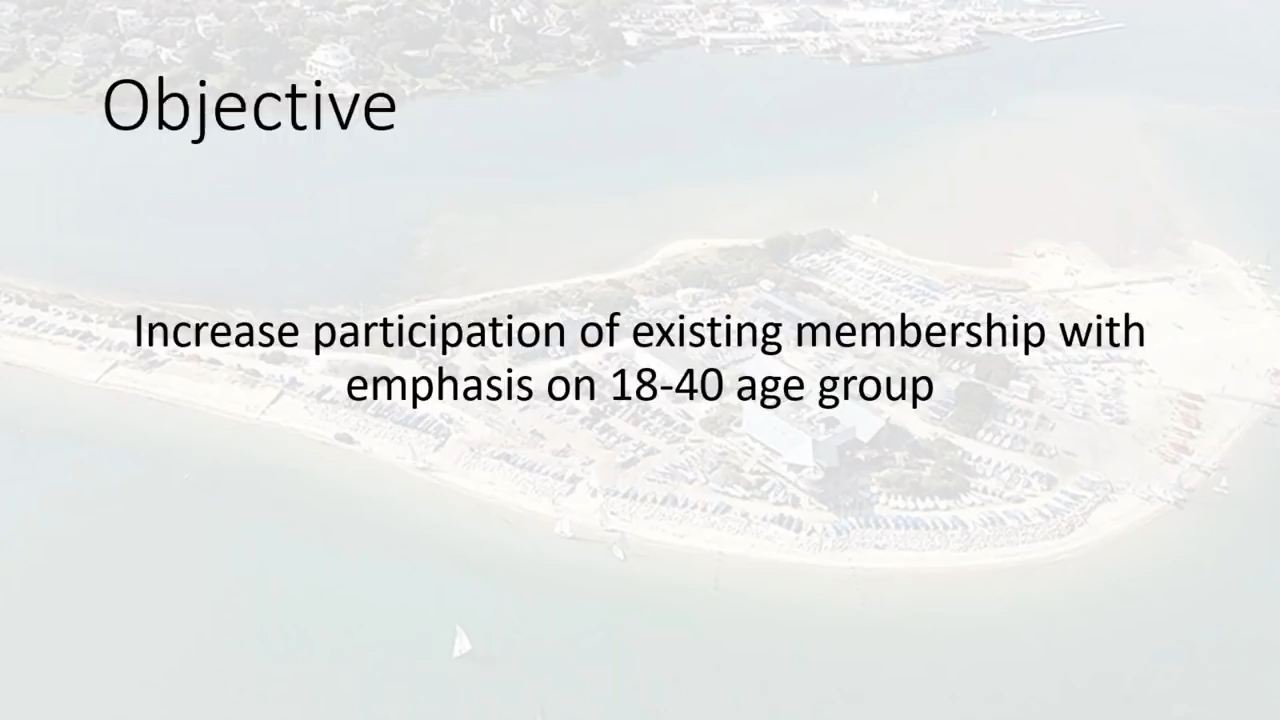 Objective
Increase participation of existing membership with
emphasis on 18-40 age group